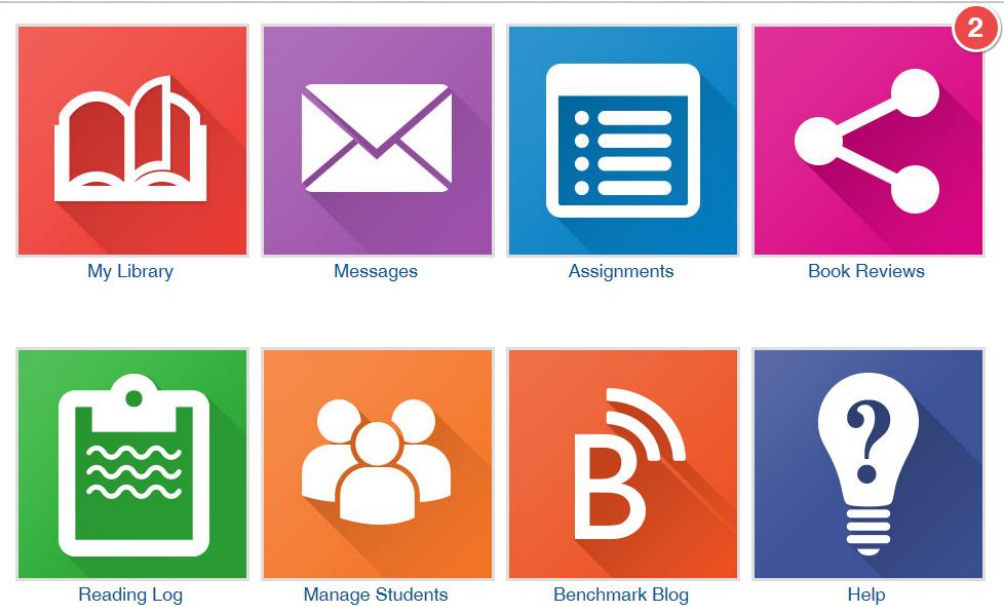 2
My Library
Messages
Assignments
Book Reviews
?
B
Reading Log
Manage Students
Benchmark Blog
Help